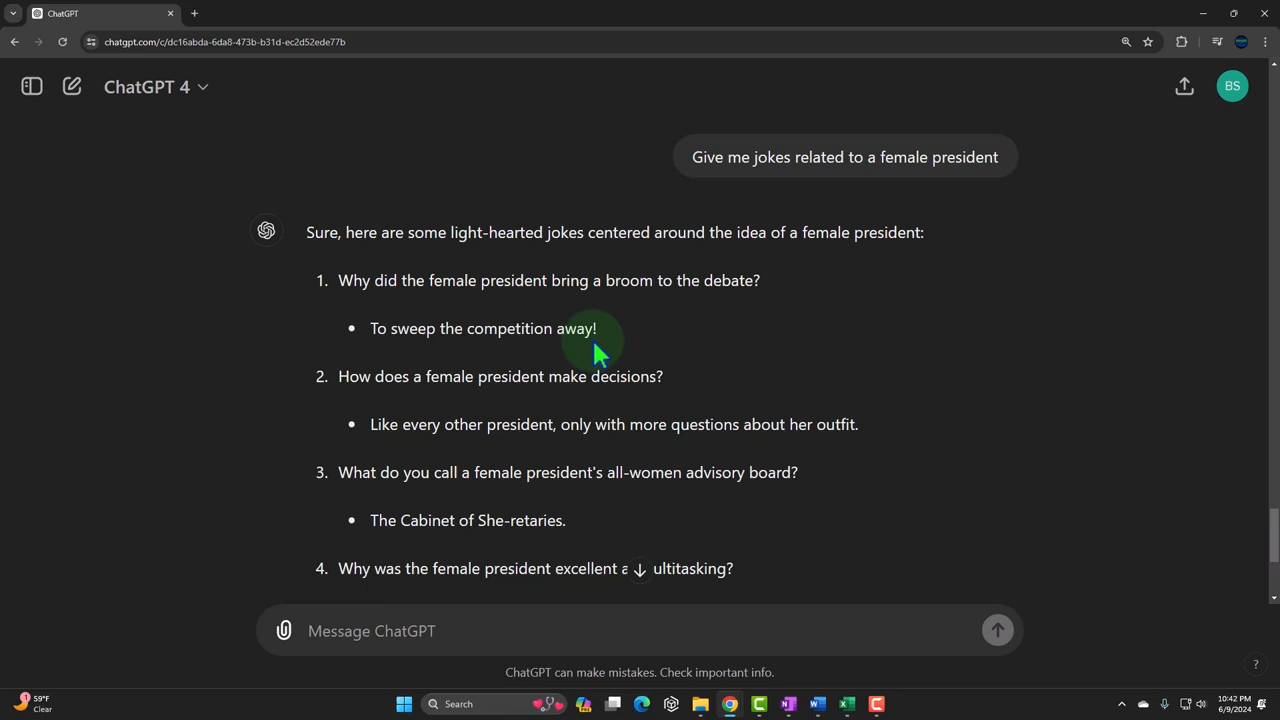 ChatGPT
chatgpt.com/c/dc16abda-6da8-473b-b31d-ec2d52ede77b
ChatGPT 4
BS
Give me jokes related to a female president
Sure, here are some light-hearted jokes centered around the idea of a female president:
1. Why did the female president bring a broom to the debate?
• To sweep the competition away!
2. How does a female president make decisions?
• Like every other president, only with more questions about her outfit.
3. What do you call a female president's all-women advisory board?
• The Cabinet of She-retaries.
4. Why was the female president excellent a ultitasking?
Message ChatGPT
ChatGPT can make mistakes. Check important info.
?
1
59°F
Clear
Search
10:42 PM
6/9/2024